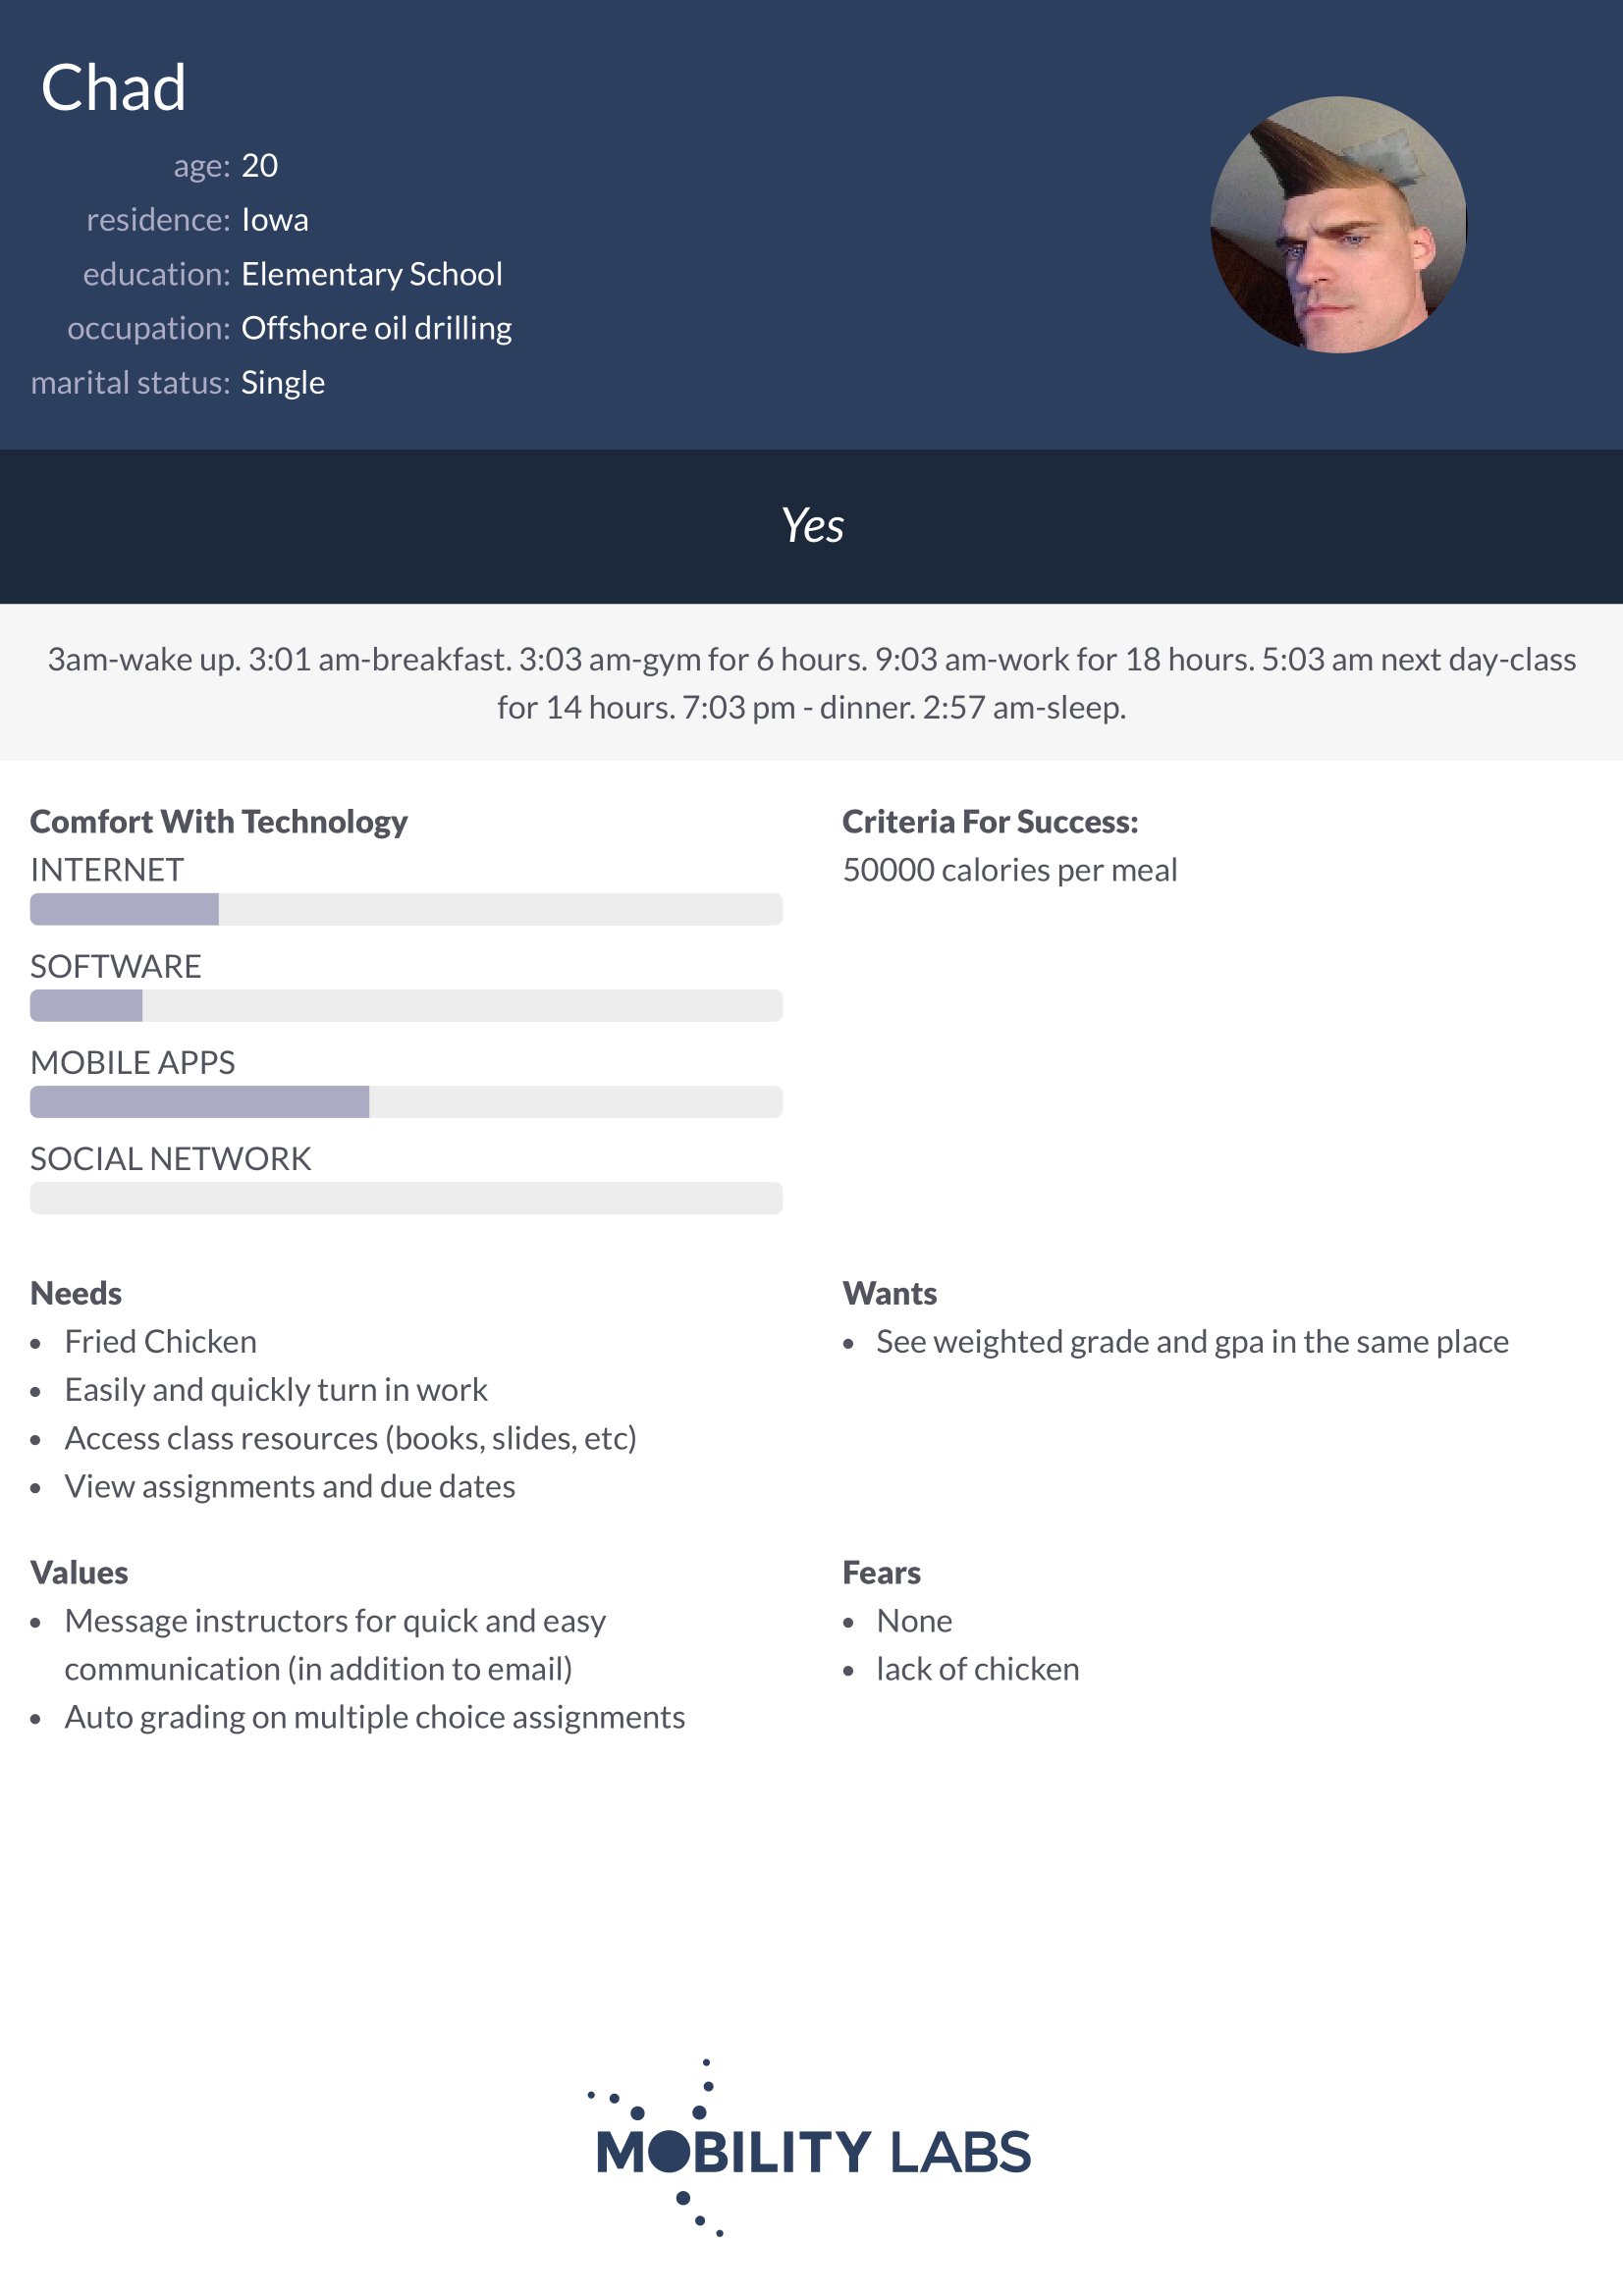 Chad
age: 20
residence: Iowa
education: Elementary School
occupation: Offshore oil drilling
marital status: Single
Yes
3am-wake up. 3:01 am-breakfast. 3:03 am-gym for 6 hours. 9:03 am-work for 18 hours. 5:03 am next day-class
for 14 hours. 7:03 pm - dinner. 2:57 am-sleep.
Comfort With Technology
INTERNET
SOFTWARE
MOBILE APPS
SOCIAL NETWORK
Criteria For Success:
50000 calories per meal
Needs
• Fried Chicken
• Easily and quickly turn in work
• Access class resources (books, slides, etc)
• View assignments and due dates
Wants
• See weighted grade and gpa in the same place
Values
• Message instructors for quick and easy
communication (in addition to email)
• Auto grading on multiple choice assignments
Fears
• None
• lack of chicken
MOBILITY LABS